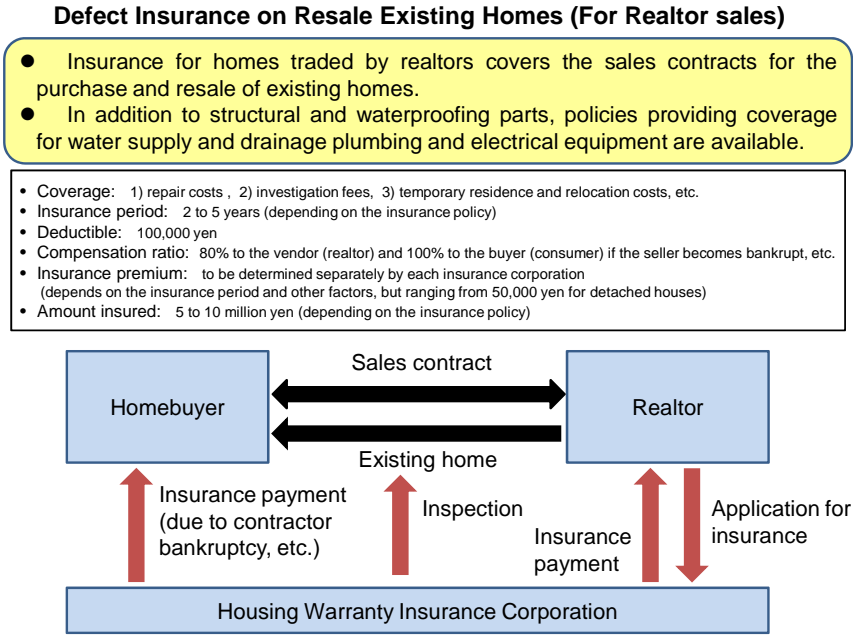 Defect Insurance on Resale Existing Homes (For Realtor sales)
● Insurance for homes traded by realtors covers the sales contracts for the
purchase and resale of existing homes.
● In addition to structural and waterproofing parts, policies providing coverage
for water supply and drainage plumbing and electrical equipment are available.
• Coverage: 1) repair costs , 2) investigation fees, 3) temporary residence and relocation costs, etc.
• Insurance period: 2 to 5 years (depending on the insurance policy)
• Deductible: 100,000 yen
• Compensation ratio: 80% to the vendor (realtor) and 100% to the buyer (consumer) if the seller becomes bankrupt, etc.
• Insurance premium: to be determined separately by each insurance corporation
(depends on the insurance period and other factors, but ranging from 50,000 yen for detached houses)
• Amount insured: 5 to 10 million yen (depending on the insurance policy)
Sales contract
Homebuyer
Realtor
Existing home
Insurance payment
(due to contractor
bankruptcy, etc.)
Inspection
Insurance
payment
Application for
insurance
Housing Warranty Insurance Corporation